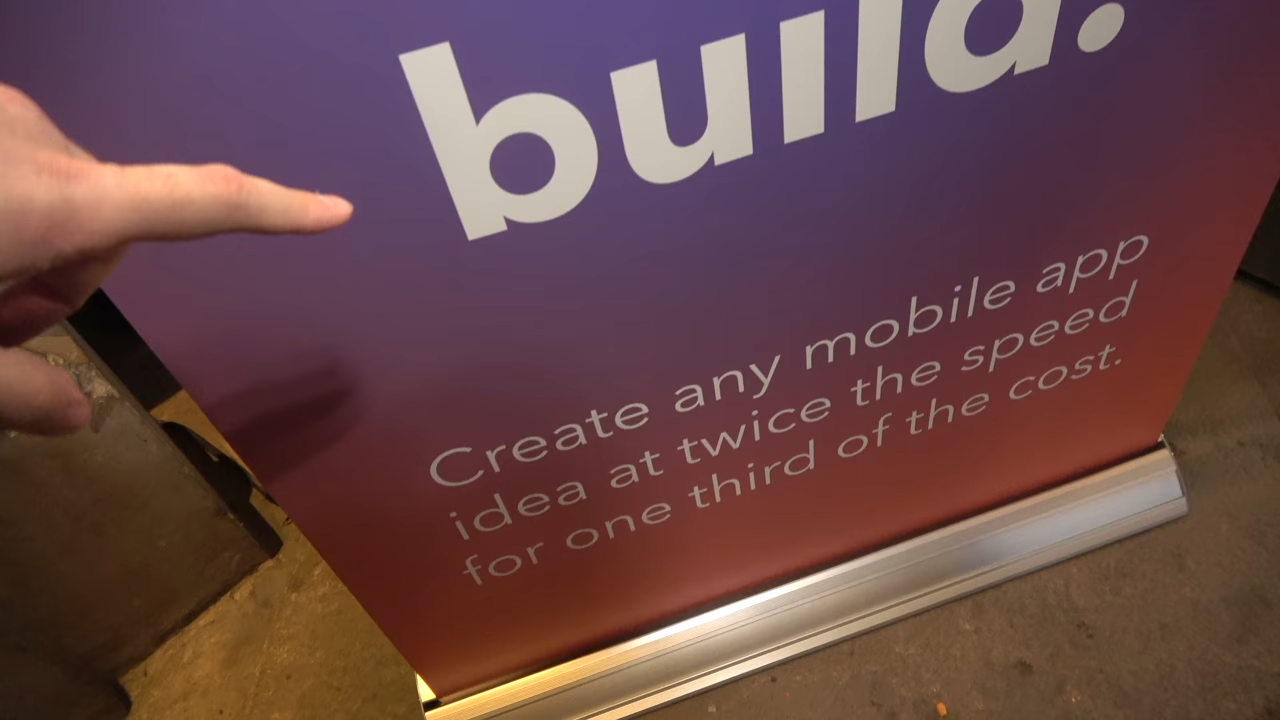 build.
Create any mobile app
idea at twice the speed
for one third of the cost.